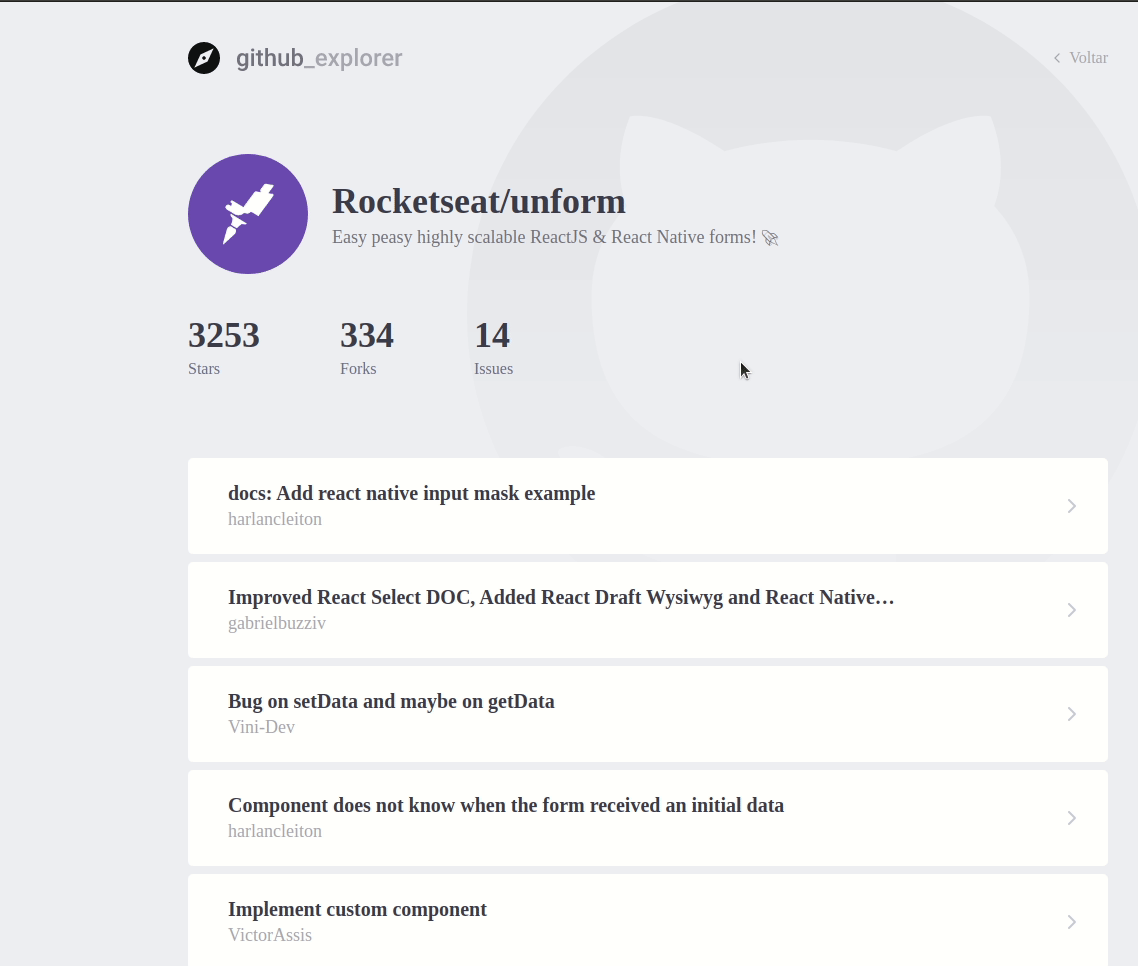 github_explorer
Voltar
Rocketseat/unform
Easy peasy highly scalable ReactJS & React Native forms! 🚀
3253 334 14
Stars Forks Issues
docs: Add react native input mask example
harlancleiton
Improved React Select DOC, Added React Draft Wysiwyg and React Native…
gabrielbuzziv
Bug on setData and maybe on getData
Vini-Dev
Component does not know when the form received an initial data
harlancleiton
Implement custom component
VictorAssis